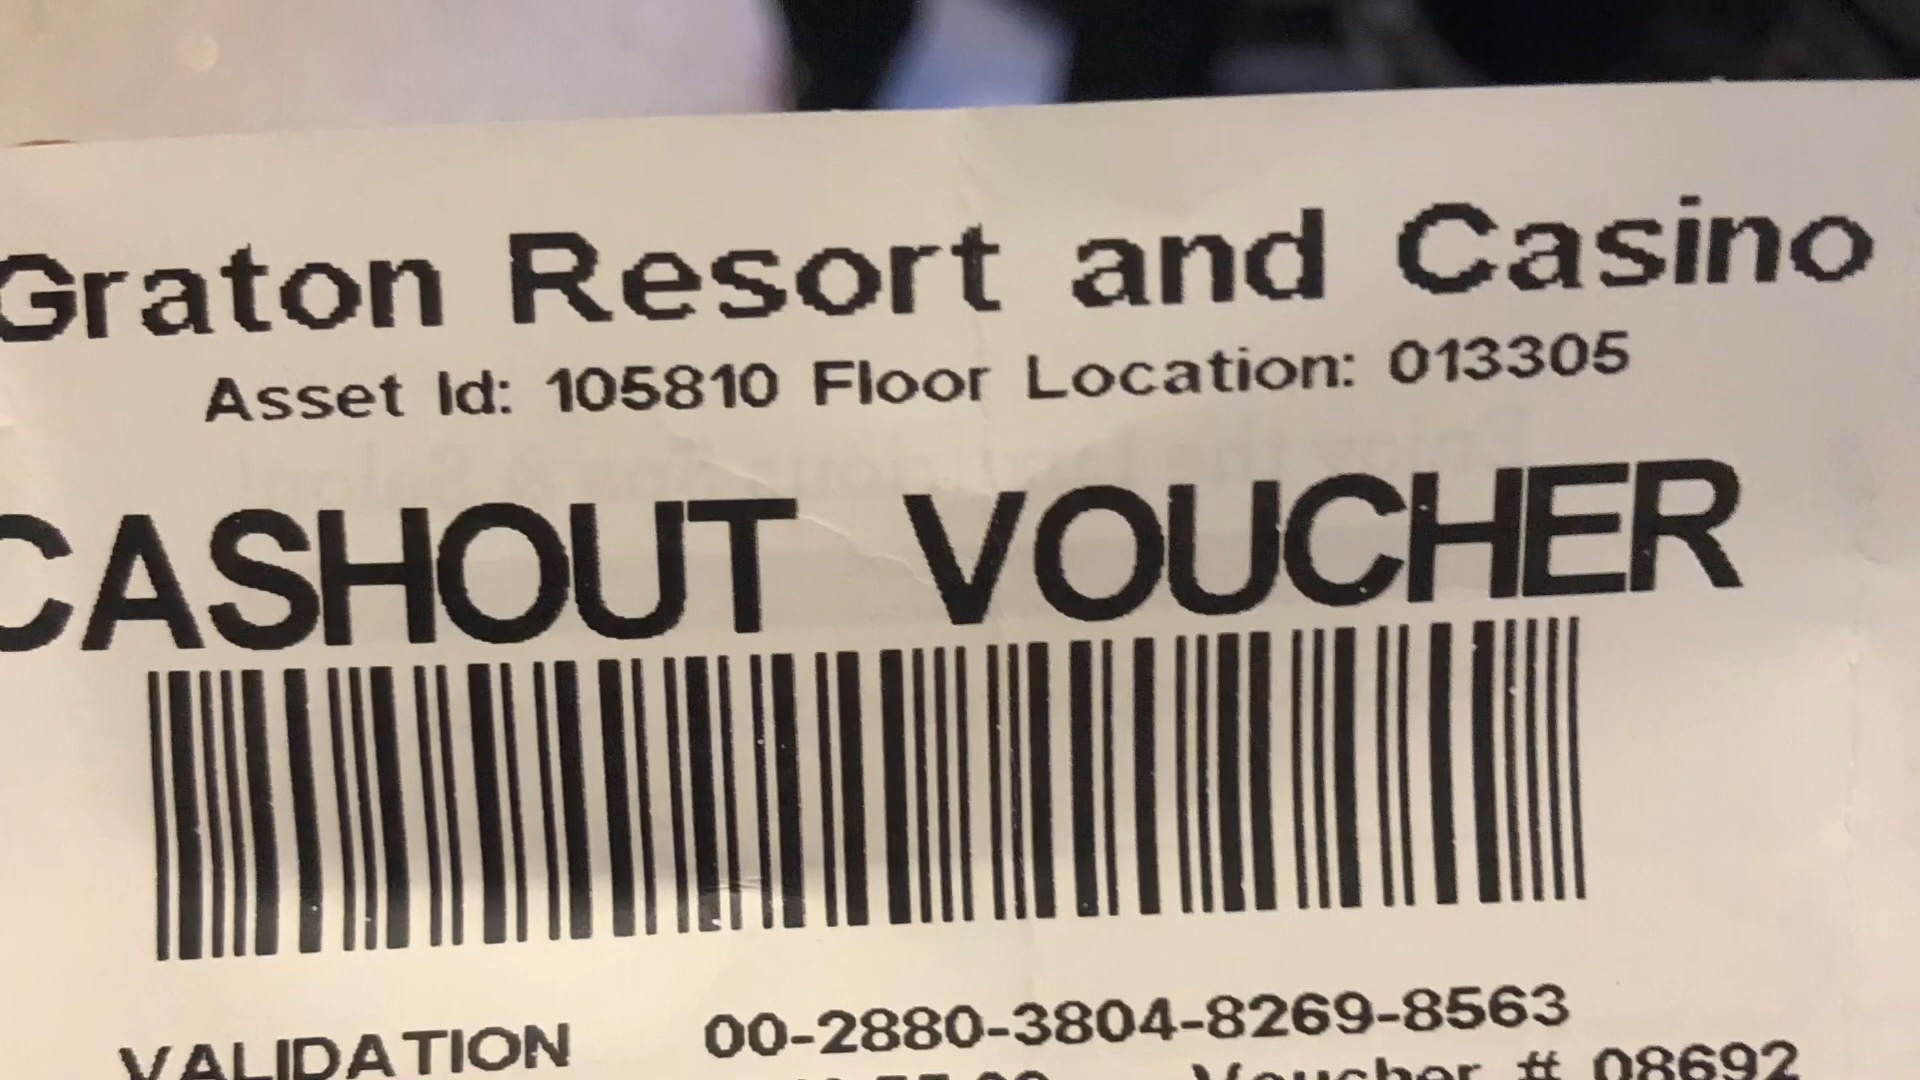 Graton Resort and Casino
Asset Id: 105810 Floor Location: 013305
CASHOUT VOUCHER
VALIDATION 00-2880-3804-8269-8563
Voucher # 08692